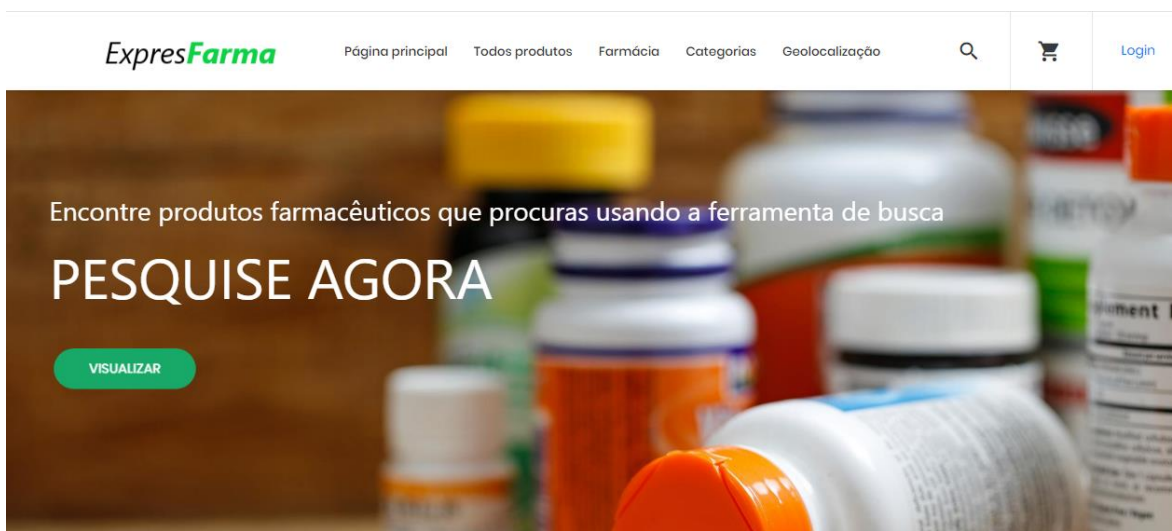 ExpresFarma
Página principal
Todos produtos
Farmácia
Categorias
Geolocalização
Login
Encontre produtos farmacêuticos que procuras usando a ferramenta de busca
PESQUISE AGORA
VISUALIZAR